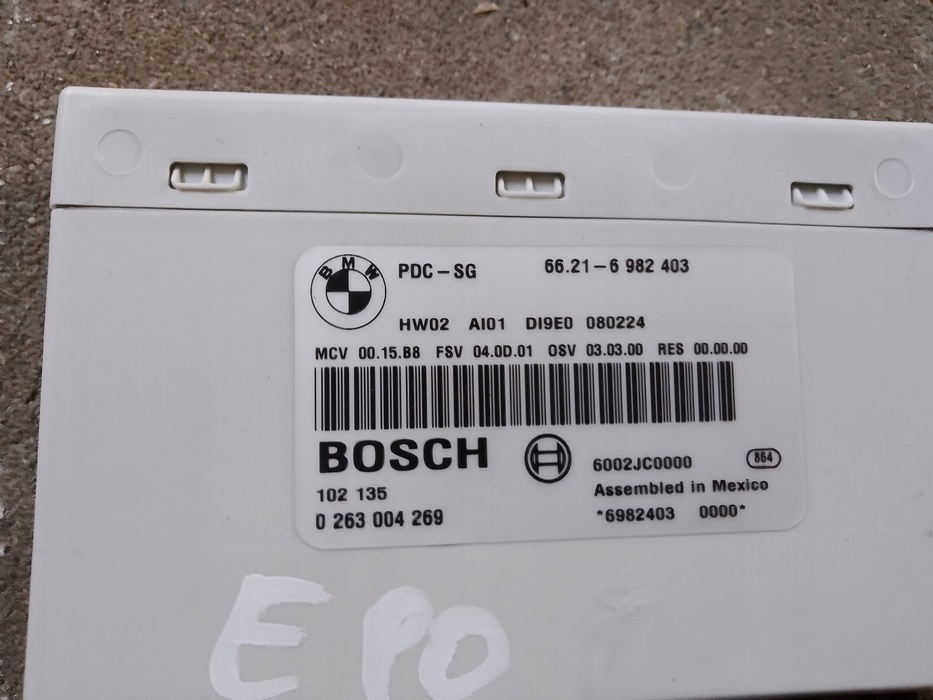 BMW
PDC-SG 66.21-6 982 403
HW02 AI01 DI9E0 080224
MCV 00.15.B8 FSV 04.0D.01 OSV 03.03.00 RES 00.00.00
BOSCH
6002JC0000 864
102 135 Assembled in Mexico
0 263 004 269 *6982403 0000*
EPO